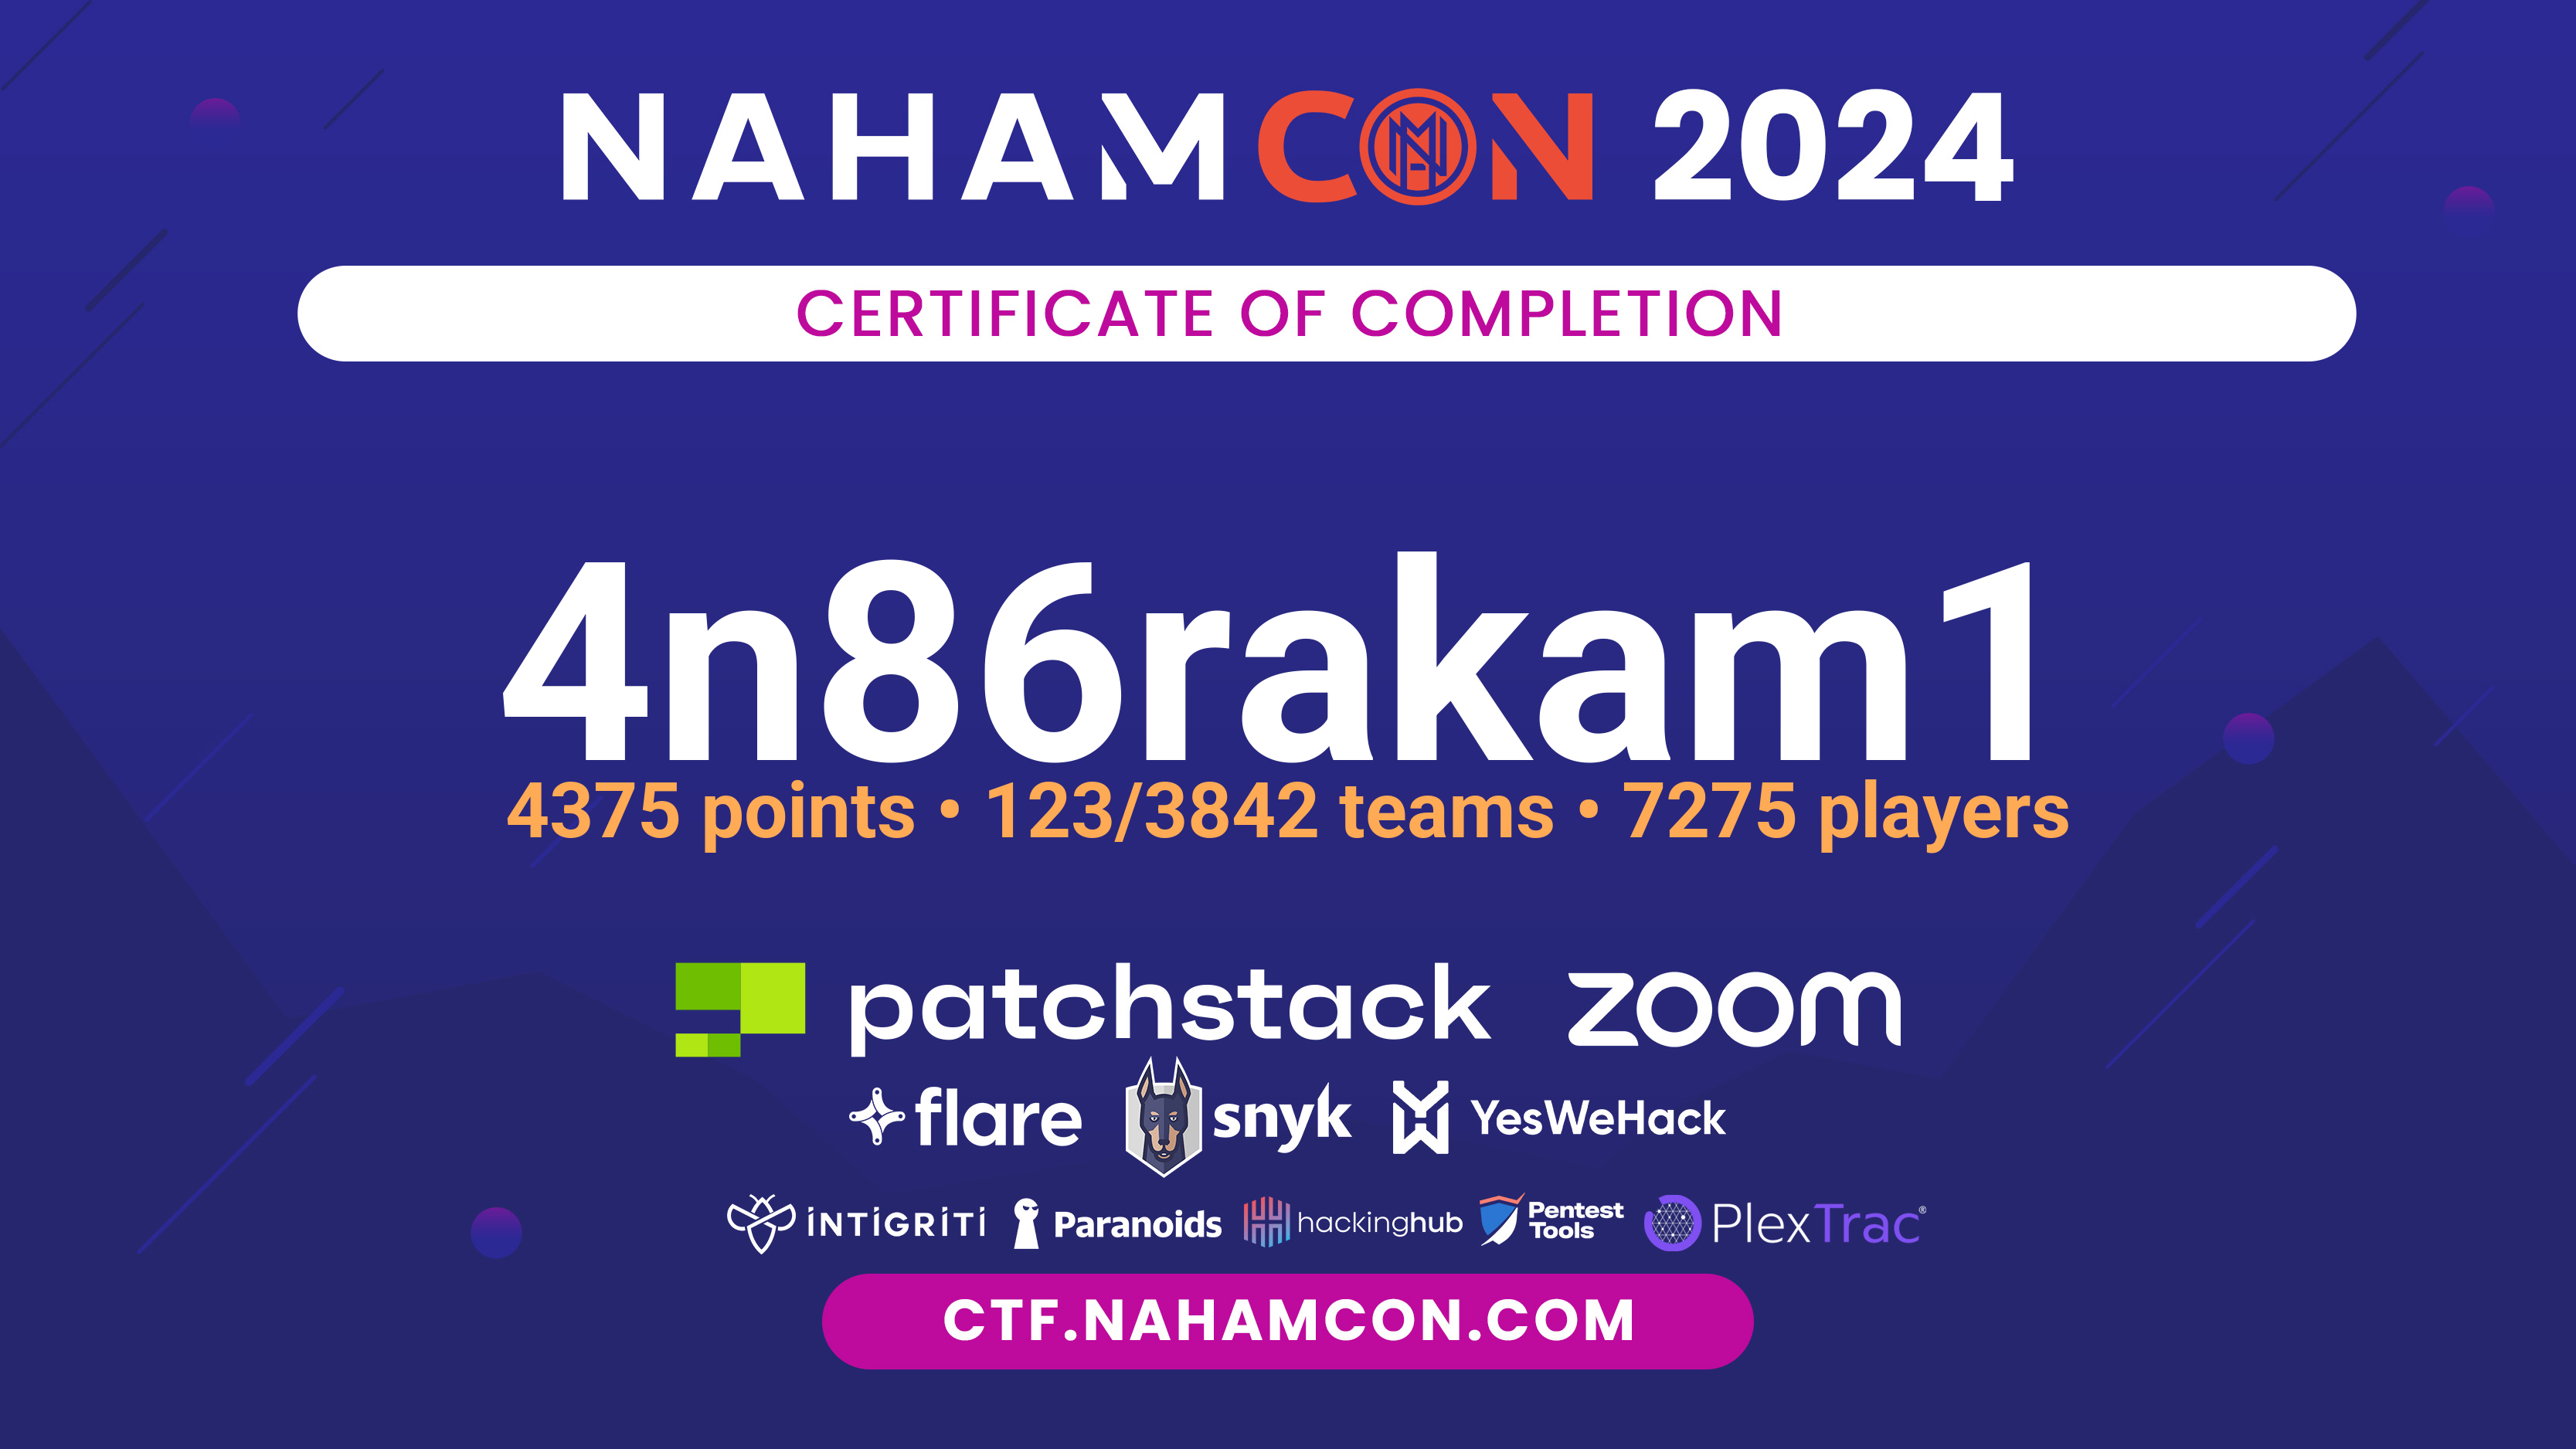 NAHAMCON 2024
CERTIFICATE OF COMPLETION
4n86rakam1
4375 points • 123/3842 teams • 7275 players
patchstack zoom
flare snyk YesWeHack
INTIGRITI Paranoids hackinghub Pentest Tools PlexTrac®
CTF.NAHAMCON.COM